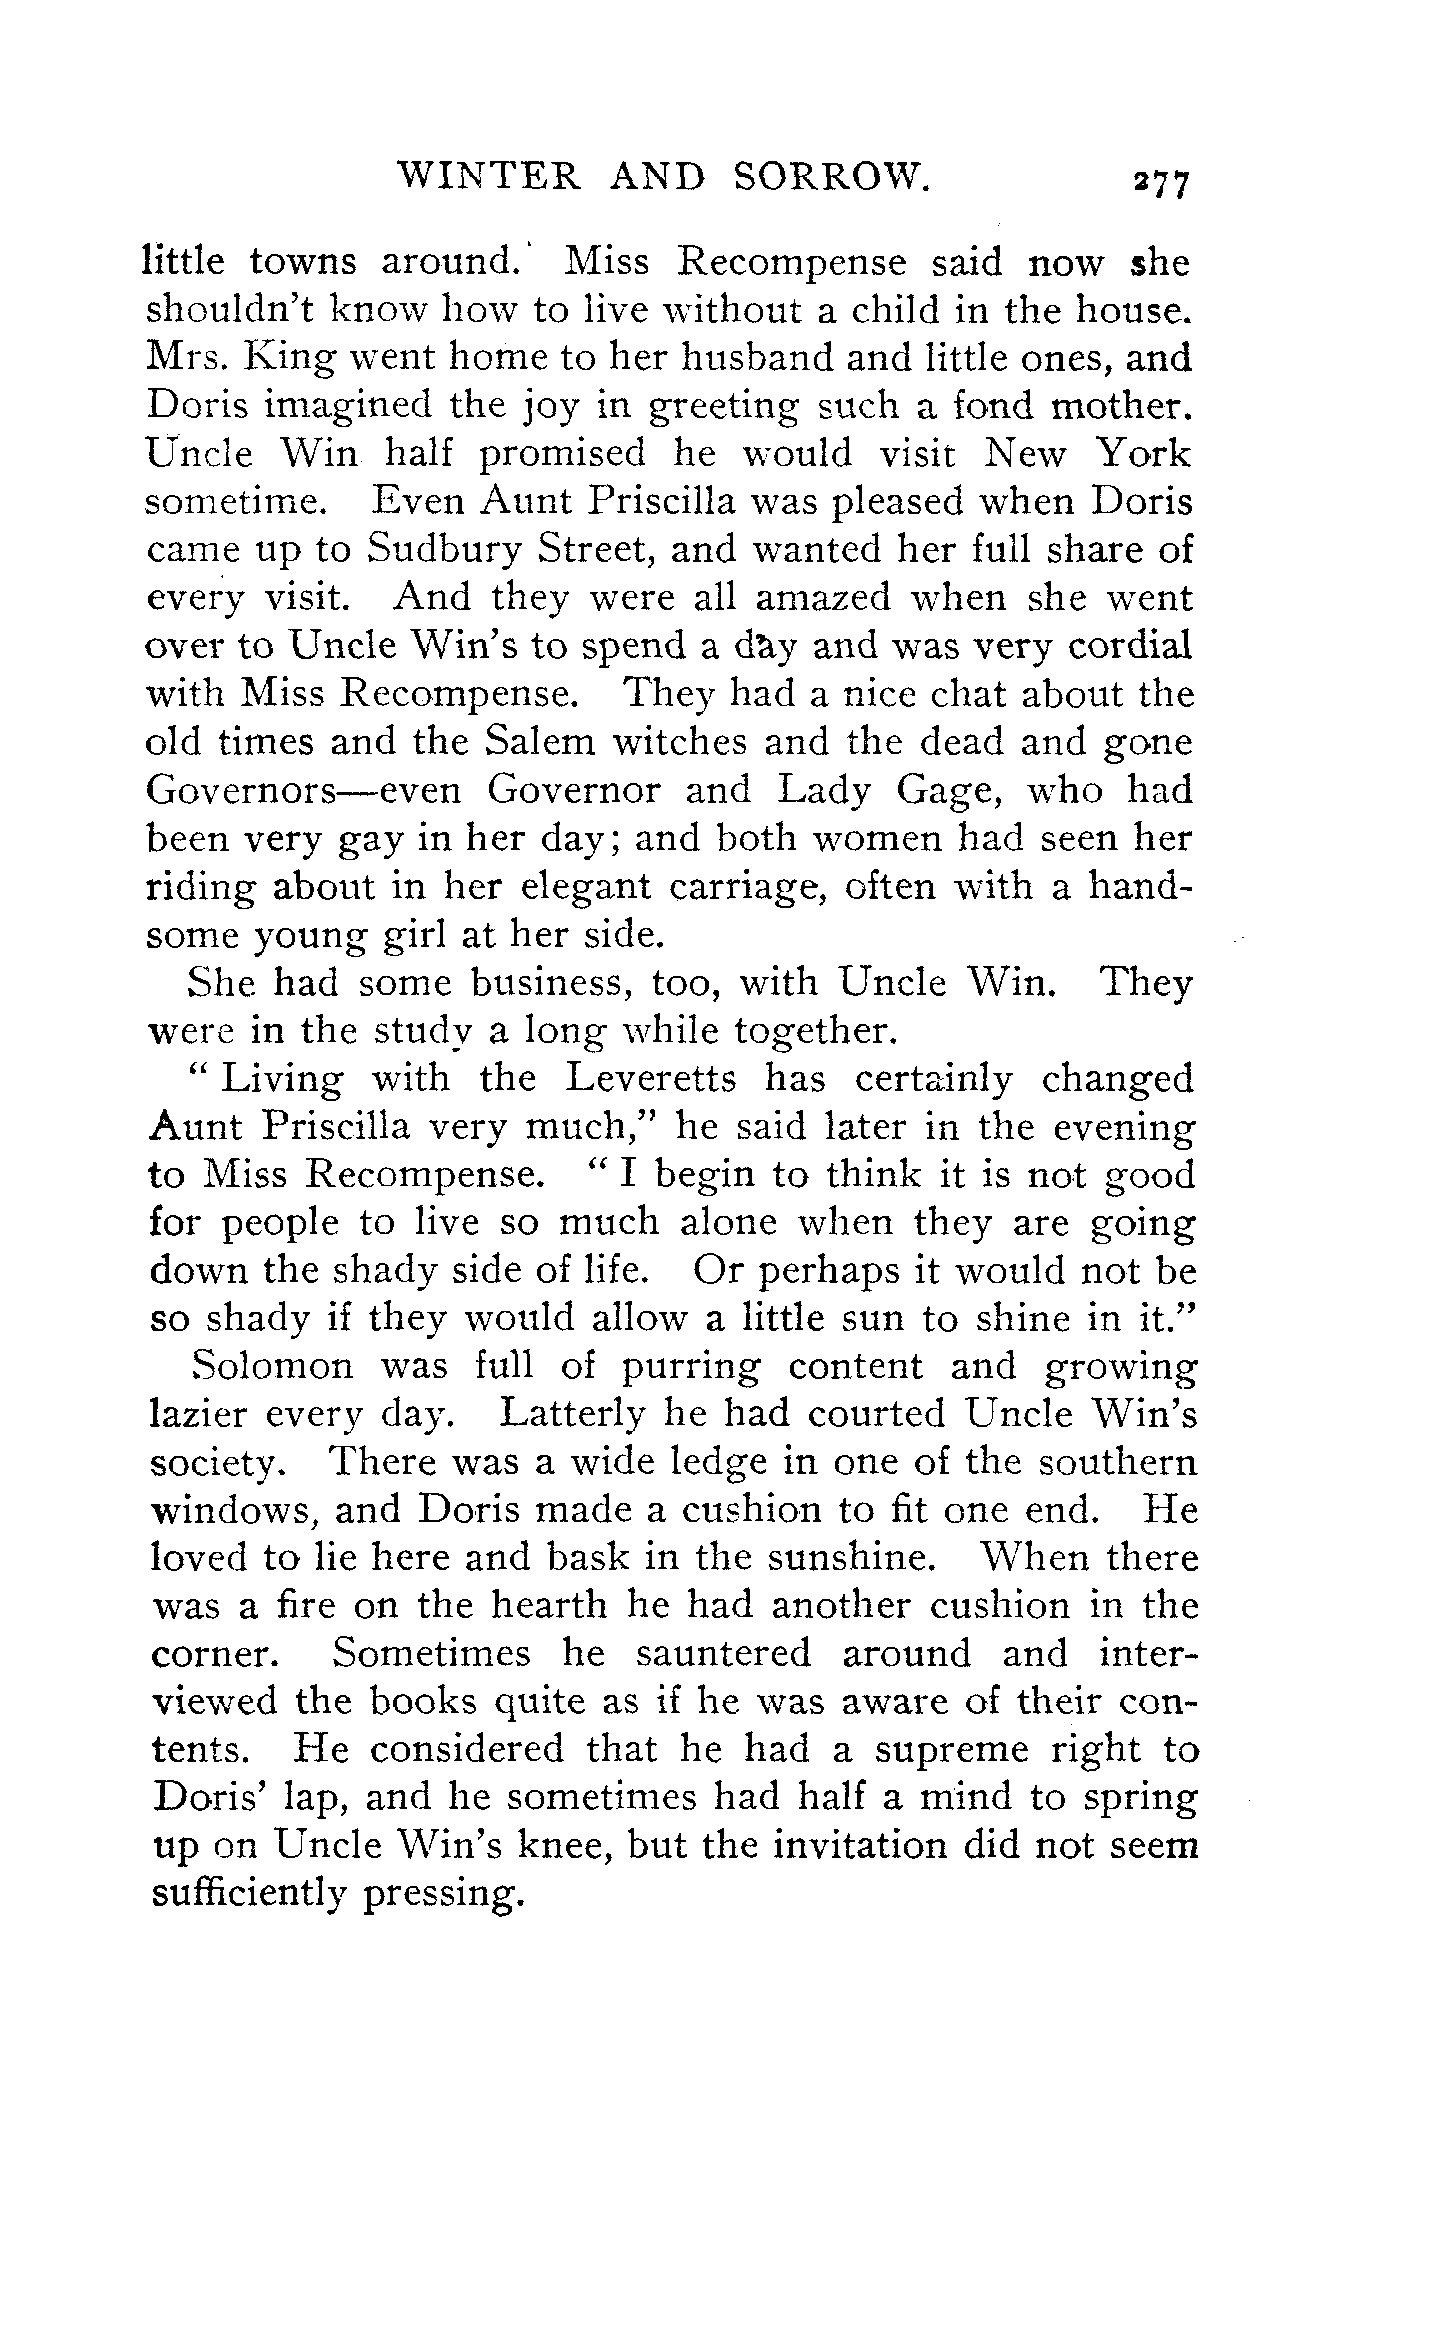 WINTER AND SORROW. 277
little towns around. Miss Recompense said now she
shouldn't know how to live without a child in the house.
Mrs. King went home to her husband and little ones, and
Doris imagined the joy in greeting such a fond mother.
Uncle Win half promised he would visit New York
sometime. Even Aunt Priscilla was pleased when Doris
came up to Sudbury Street, and wanted her full share of
every visit. And they were all amazed when she went
over to Uncle Win's to spend a day and was very cordial
with Miss Recompense. They had a nice chat about the
old times and the Salem witches and the dead and gone
Governors—even Governor and Lady Gage, who had
been very gay in her day; and both women had seen her
riding about in her elegant carriage, often with a hand-
some young girl at her side.
She had some business, too, with Uncle Win. They
were in the study a long while together.
“ Living with the Leveretts has certainly changed
Aunt Priscilla very much,” he said later in the evening
to Miss Recompense. “ I begin to think it is not good
for people to live so much alone when they are going
down the shady side of life. Or perhaps it would not be
so shady if they would allow a little sun to shine in it.”
Solomon was full of purring content and growing
lazier every day. Latterly he had courted Uncle Win's
society. There was a wide ledge in one of the southern
windows, and Doris made a cushion to fit one end. He
loved to lie here and bask in the sunshine. When there
was a fire on the hearth he had another cushion in the
corner. Sometimes he sauntered around and inter-
viewed the books quite as if he was aware of their con-
tents. He considered that he had a supreme right to
Doris' lap, and he sometimes had half a mind to spring
up on Uncle Win's knee, but the invitation did not seem
sufficiently pressing.